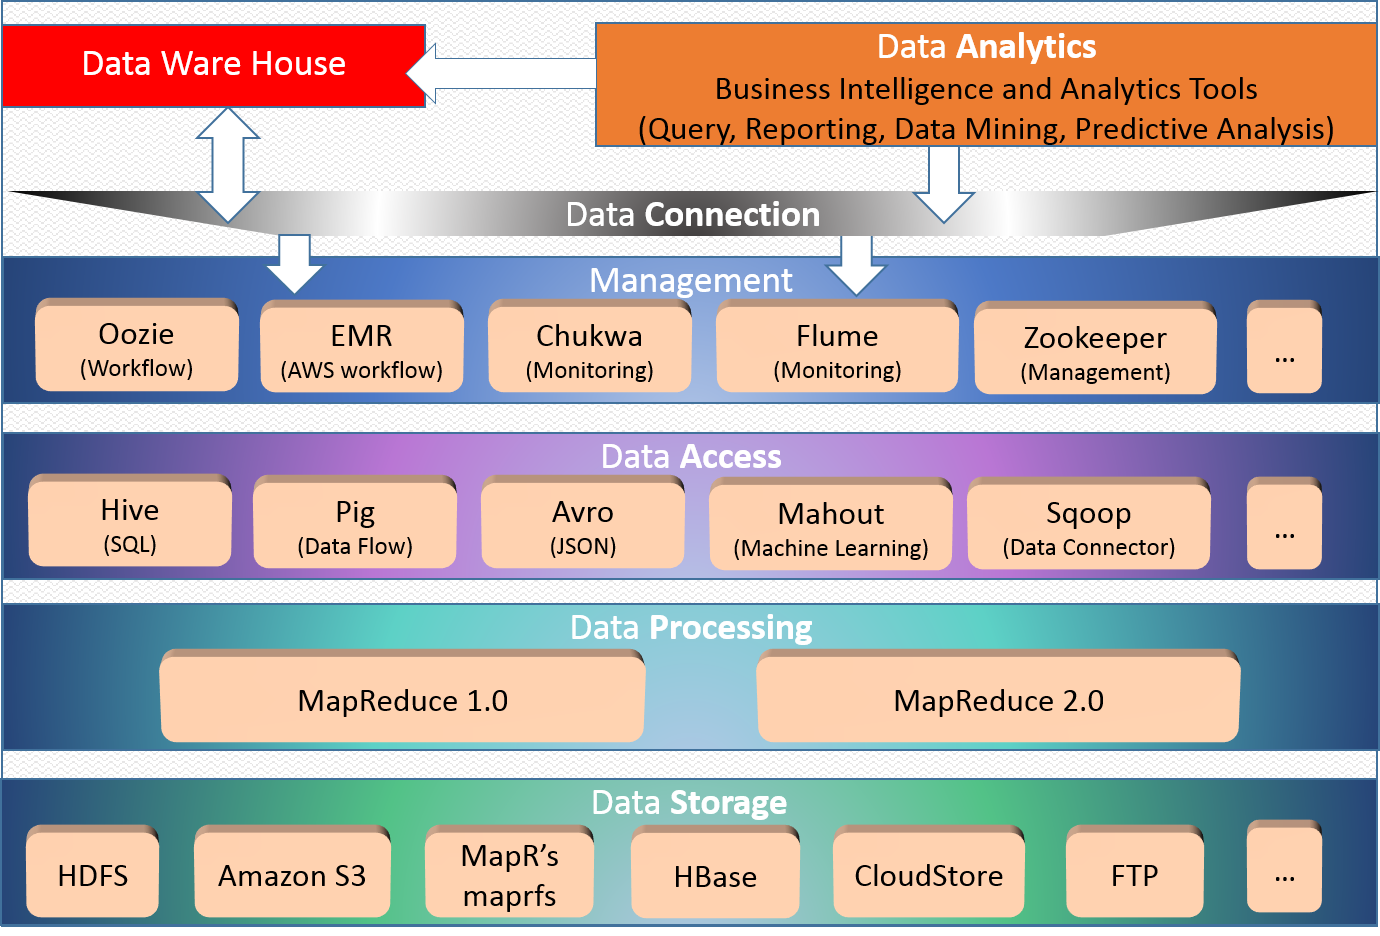 Data Ware House
Data Analytics
Business Intelligence and Analytics Tools
(Query, Reporting, Data Mining, Predictive Analysis)
Data Connection
Management
Oozie
(Workflow)
EMR
(AWS workflow)
Chukwa
(Monitoring)
Flume
(Monitoring)
Zookeeper
(Management)
...
Data Access
Hive
(SQL)
Pig
(Data Flow)
Avro
(JSON)
Mahout
(Machine Learning)
Sqoop
(Data Connector)
...
Data Processing
MapReduce 1.0
MapReduce 2.0
Data Storage
HDFS
Amazon S3
MapR’s
maprfs
HBase
CloudStore
FTP
...